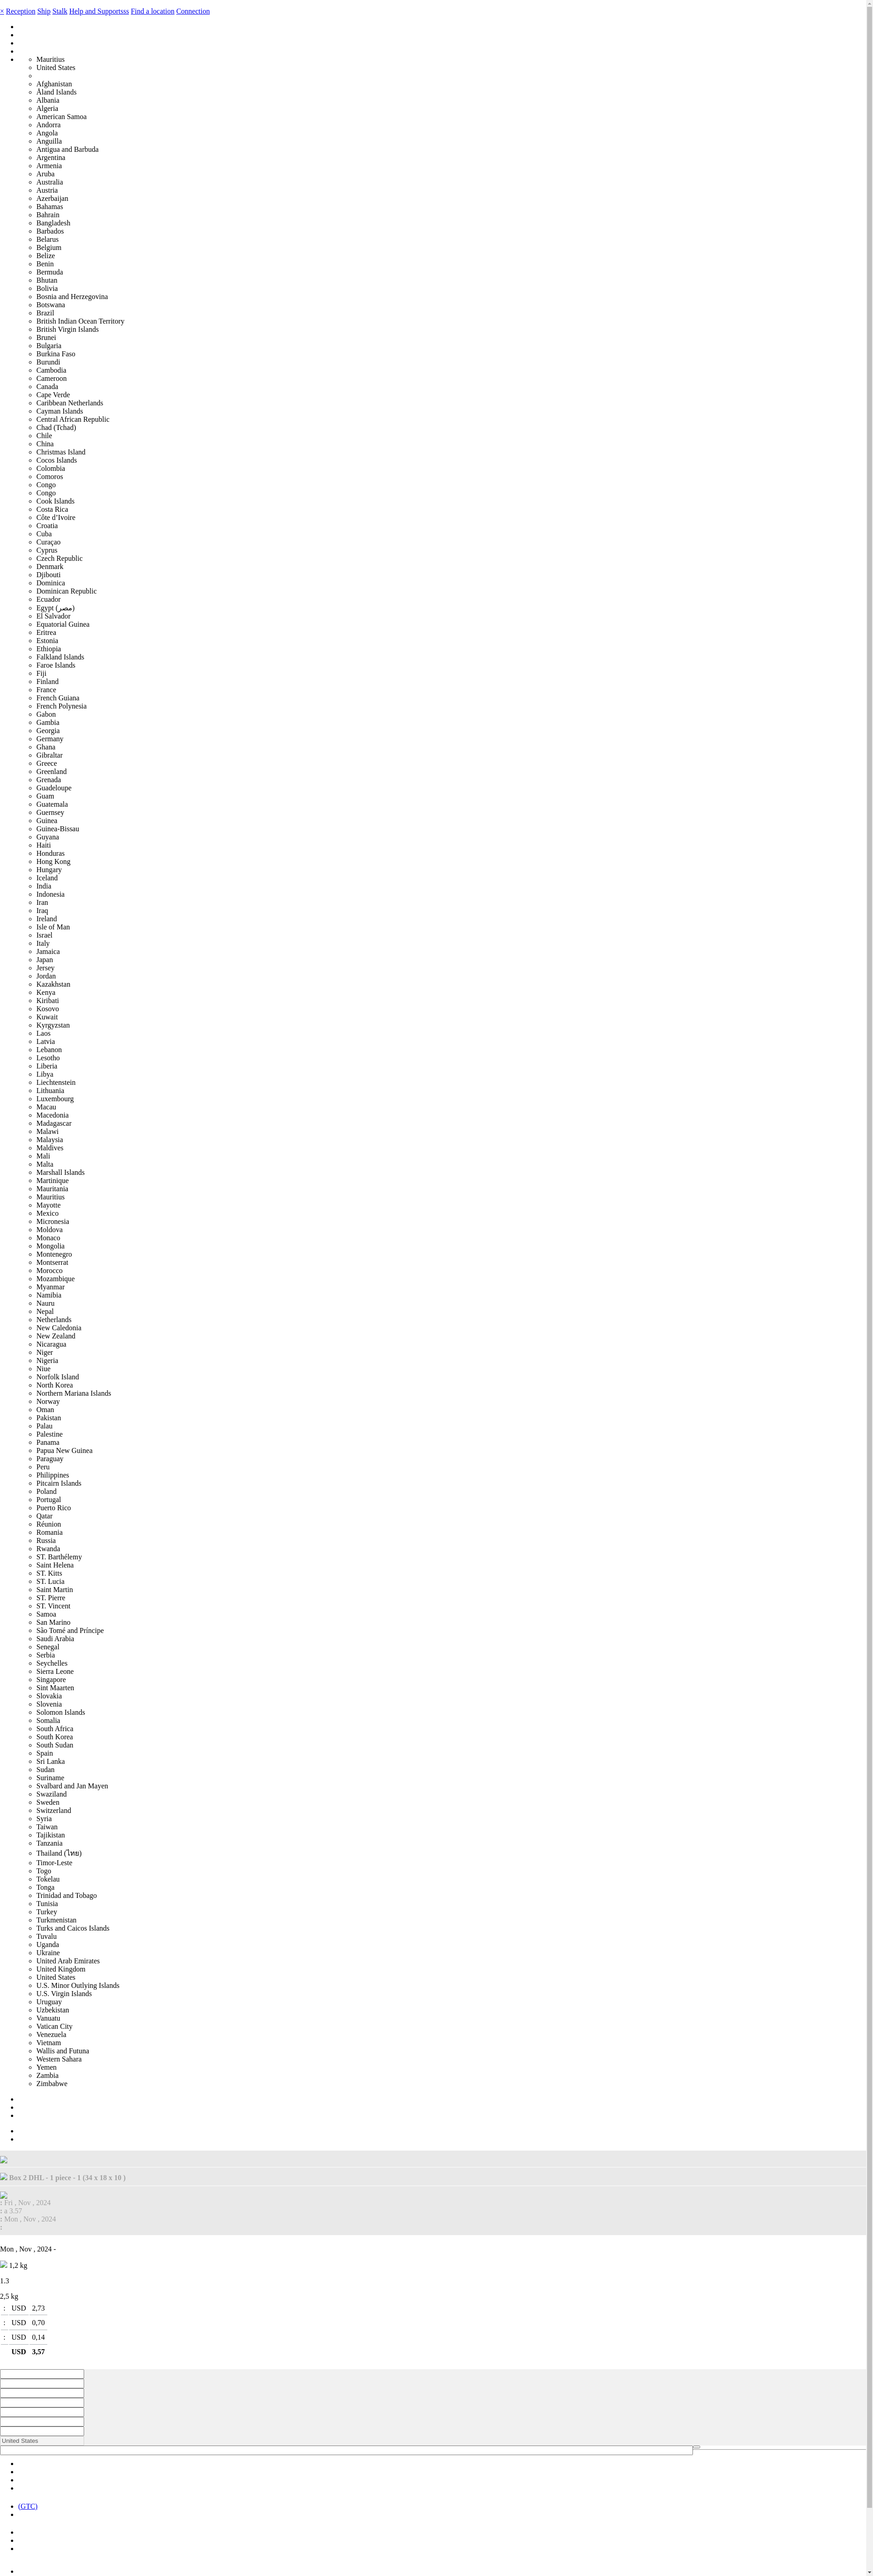 × Reception Ship Stalk Help and Supportsss Find a location Connection
Mauritius
United States
Afghanistan
Åland Islands
Albania
Algeria
American Samoa
Andorra
Angola
Anguilla
Antigua and Barbuda
Argentina
Armenia
Aruba
Australia
Austria
Azerbaijan
Bahamas
Bahrain
Bangladesh
Barbados
Belarus
Belgium
Belize
Benin
Bermuda
Bhutan
Bolivia
Bosnia and Herzegovina
Botswana
Brazil
British Indian Ocean Territory
British Virgin Islands
Brunei
Bulgaria
Burkina Faso
Burundi
Cambodia
Cameroon
Canada
Cape Verde
Caribbean Netherlands
Cayman Islands
Central African Republic
Chad (Tchad)
Chile
China
Christmas Island
Cocos Islands
Colombia
Comoros
Congo
Congo
Cook Islands
Costa Rica
Côte d’Ivoire
Croatia
Cuba
Curaçao
Cyprus
Czech Republic
Denmark
Djibouti
Dominica
Dominican Republic
Ecuador
Egypt (مصر)
El Salvador
Equatorial Guinea
Eritrea
Estonia
Ethiopia
Falkland Islands
Faroe Islands
Fiji
Finland
France
French Guiana
French Polynesia
Gabon
Gambia
Georgia
Germany
Ghana
Gibraltar
Greece
Greenland
Grenada
Guadeloupe
Guam
Guatemala
Guernsey
Guinea
Guinea-Bissau
Guyana
Haiti
Honduras
Hong Kong
Hungary
Iceland
India
Indonesia
Iran
Iraq
Ireland
Isle of Man
Israel
Italy
Jamaica
Japan
Jersey
Jordan
Kazakhstan
Kenya
Kiribati
Kosovo
Kuwait
Kyrgyzstan
Laos
Latvia
Lebanon
Lesotho
Liberia
Libya
Liechtenstein
Lithuania
Luxembourg
Macau
Macedonia
Madagascar
Malawi
Malaysia
Maldives
Mali
Malta
Marshall Islands
Martinique
Mauritania
Mauritius
Mayotte
Mexico
Micronesia
Moldova
Monaco
Mongolia
Montenegro
Montserrat
Morocco
Mozambique
Myanmar
Namibia
Nauru
Nepal
Netherlands
New Caledonia
New Zealand
Nicaragua
Niger
Nigeria
Niue
Norfolk Island
North Korea
Northern Mariana Islands
Norway
Oman
Pakistan
Palau
Palestine
Panama
Papua New Guinea
Paraguay
Peru
Philippines
Pitcairn Islands
Poland
Portugal
Puerto Rico
Qatar
Réunion
Romania
Russia
Rwanda
ST. Barthélemy
Saint Helena
ST. Kitts
ST. Lucia
Saint Martin
ST. Pierre
ST. Vincent
Samoa
San Marino
São Tomé and Príncipe
Saudi Arabia
Senegal
Serbia
Seychelles
Sierra Leone
Singapore
Sint Maarten
Slovakia
Slovenia
Solomon Islands
Somalia
South Africa
South Korea
South Sudan
Spain
Sri Lanka
Sudan
Suriname
Svalbard and Jan Mayen
Swaziland
Sweden
Switzerland
Syria
Taiwan
Tajikistan
Tanzania
Thailand (ไทย)
Timor-Leste
Togo
Tokelau
Tonga
Trinidad and Tobago
Tunisia
Turkey
Turkmenistan
Turks and Caicos Islands
Tuvalu
Uganda
Ukraine
United Arab Emirates
United Kingdom
United States
U.S. Minor Outlying Islands
U.S. Virgin Islands
Uruguay
Uzbekistan
Vanuatu
Vatican City
Venezuela
Vietnam
Wallis and Futuna
Western Sahara
Yemen
Zambia
Zimbabwe
Box 2 DHL - 1 piece - 1 (34 x 18 x 10 )
: Fri , Nov , 2024
: a 3.57
: Mon , Nov , 2024
:
Mon , Nov , 2024 -
1,2 kg
1.3
2,5 kg
: USD 2,73
: USD 0,70
: USD 0,14
USD 3,57
United States
(GTC)